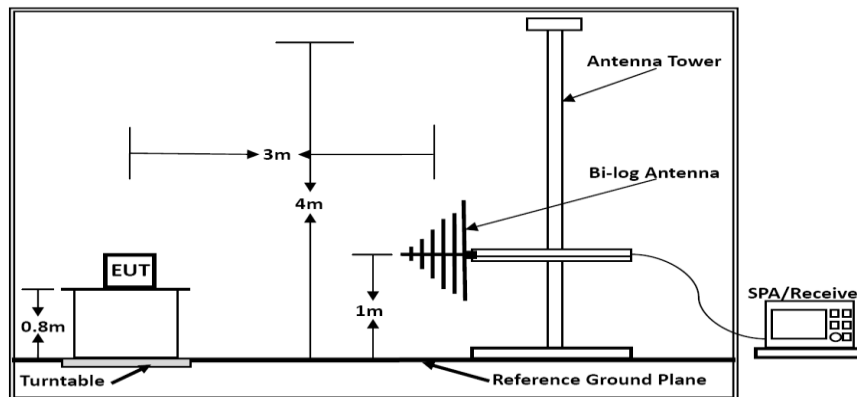 Antenna Tower
3m
Bi-log Antenna
4m
EUT
1m
0.8m
SPA/Receive
Turntable
Reference Ground Plane